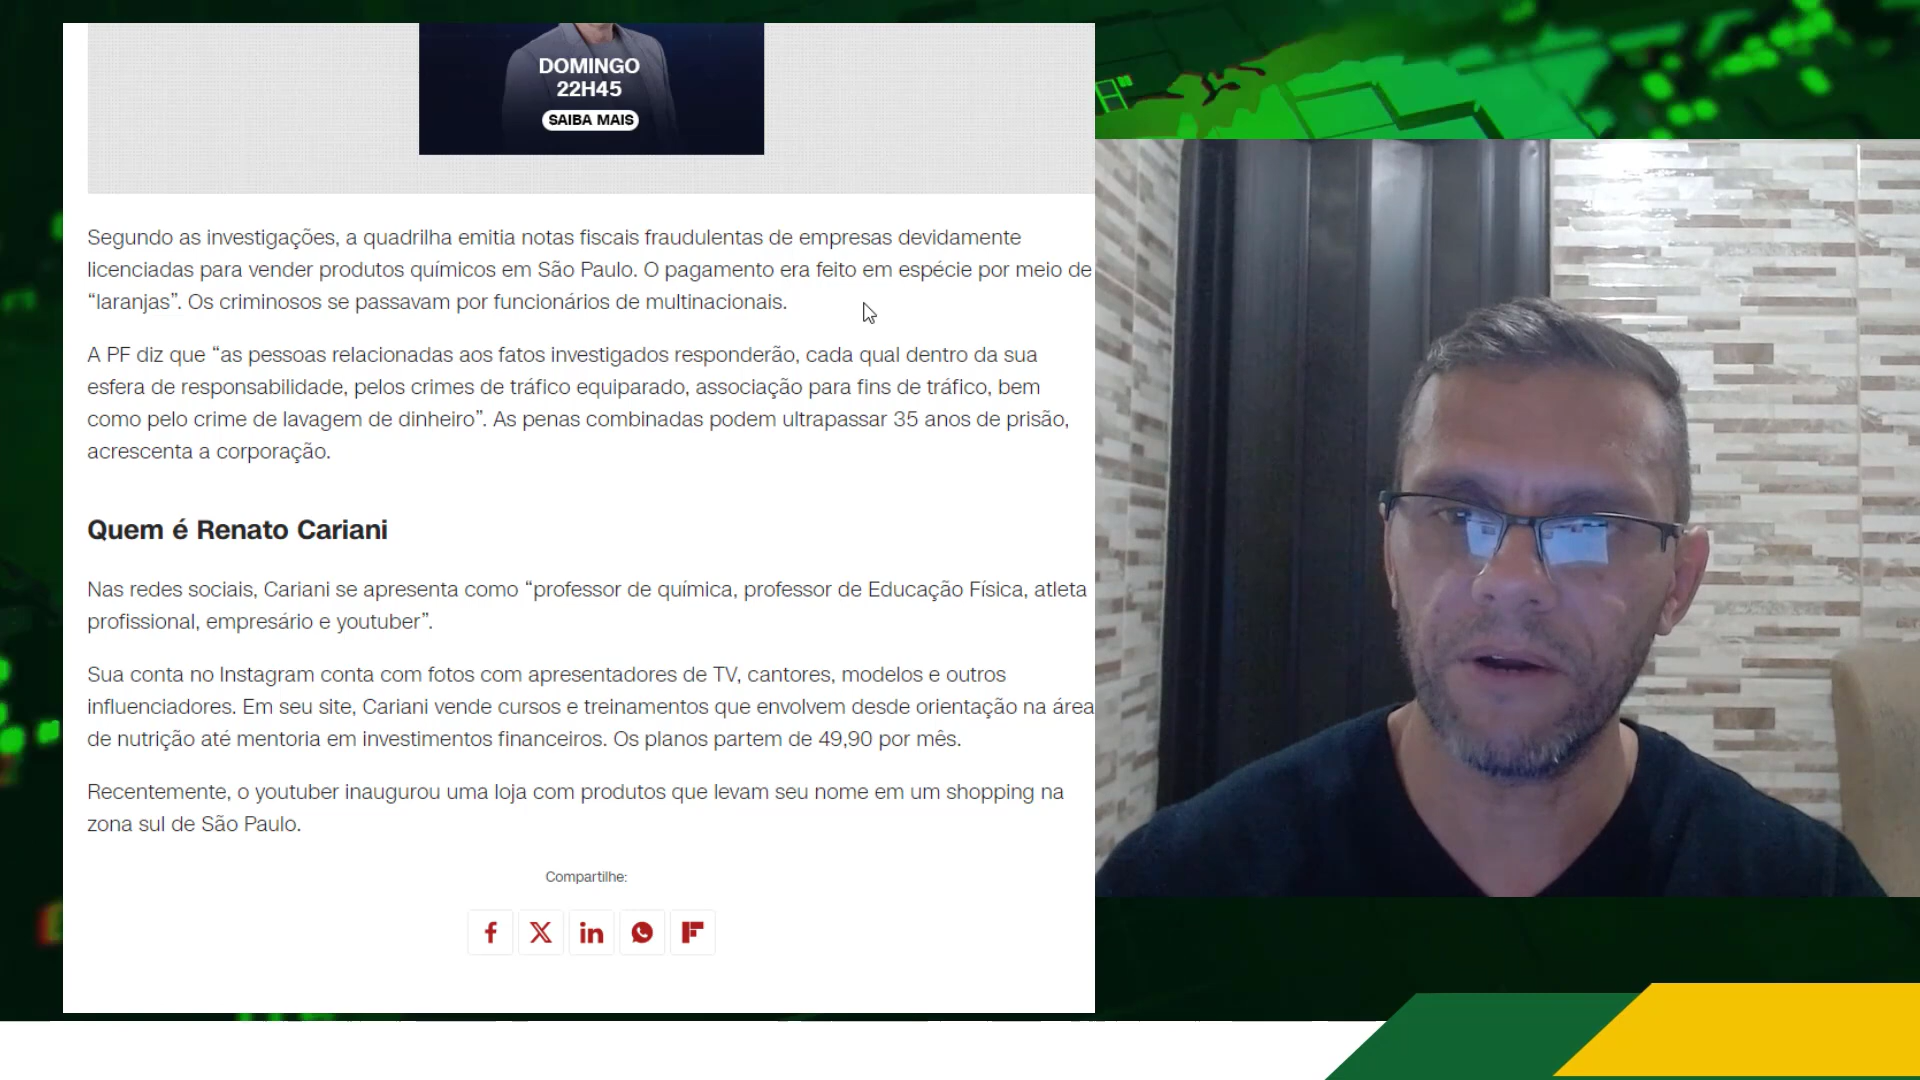 DOMINGO
22H45
SAIBA MAIS
Segundo as investigações, a quadrilha emitia notas fiscais fraudulentas de empresas devidamente
licenciadas para vender produtos químicos em São Paulo. O pagamento era feito em espécie por meio de
“laranjas”. Os criminosos se passavam por funcionários de multinacionais.
A PF diz que “as pessoas relacionadas aos fatos investigados responderão, cada qual dentro da sua
esfera de responsabilidade, pelos crimes de tráfico equiparado, associação para fins de tráfico, bem
como pelo crime de lavagem de dinheiro”. As penas combinadas podem ultrapassar 35 anos de prisão,
acrescenta a corporação.
Quem é Renato Cariani
Nas redes sociais, Cariani se apresenta como “professor de química, professor de Educação Física, atleta
profissional, empresário e youtuber”.
Sua conta no Instagram conta com fotos com apresentadores de TV, cantores, modelos e outros
influenciadores. Em seu site, Cariani vende cursos e treinamentos que envolvem desde orientação na área
de nutrição até mentoria em investimentos financeiros. Os planos partem de 49,90 por mês.
Recentemente, o youtuber inaugurou uma loja com produtos que levam seu nome em um shopping na
zona sul de São Paulo.
Compartilhe: